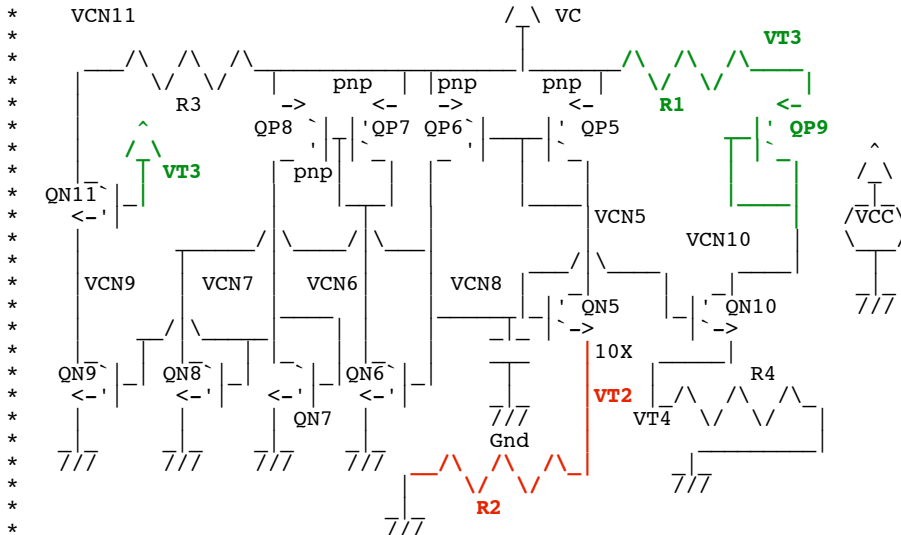 VCN11 VC
VT3
pnp pnp pnp
R3 R1
QP8 QP7 QP6 QP5 QP9
VT3 pnp
QN11
VCN5 VCC
VCN10
VCN9 VCN7 VCN6 VCN8
QN5 QN10
10X
QN9 QN8 QN6 R4
VT2
QN7 VT4
Gnd
R2